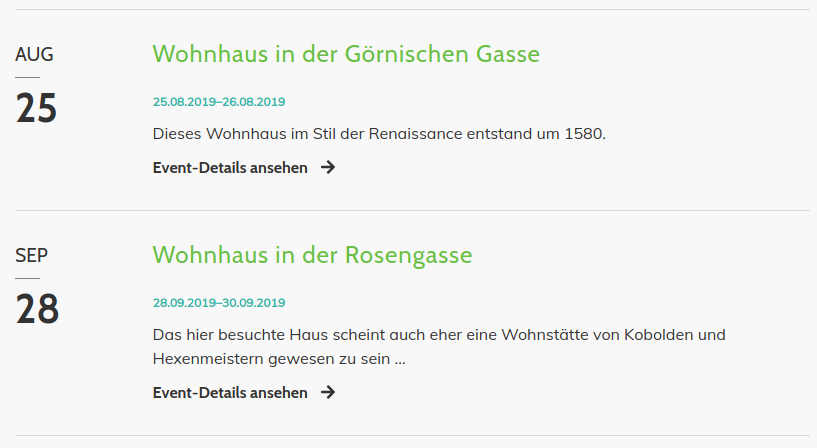 AUG
25
Wohnhaus in der Görnischen Gasse
25.08.2019–26.08.2019
Dieses Wohnhaus im Stil der Renaissance entstand um 1580.
Event-Details ansehen →
SEP
28
Wohnhaus in der Rosengasse
28.09.2019–30.09.2019
Das hier besuchte Haus scheint auch eher eine Wohnstätte von Kobolden und
Hexenmeistern gewesen zu sein ...
Event-Details ansehen →